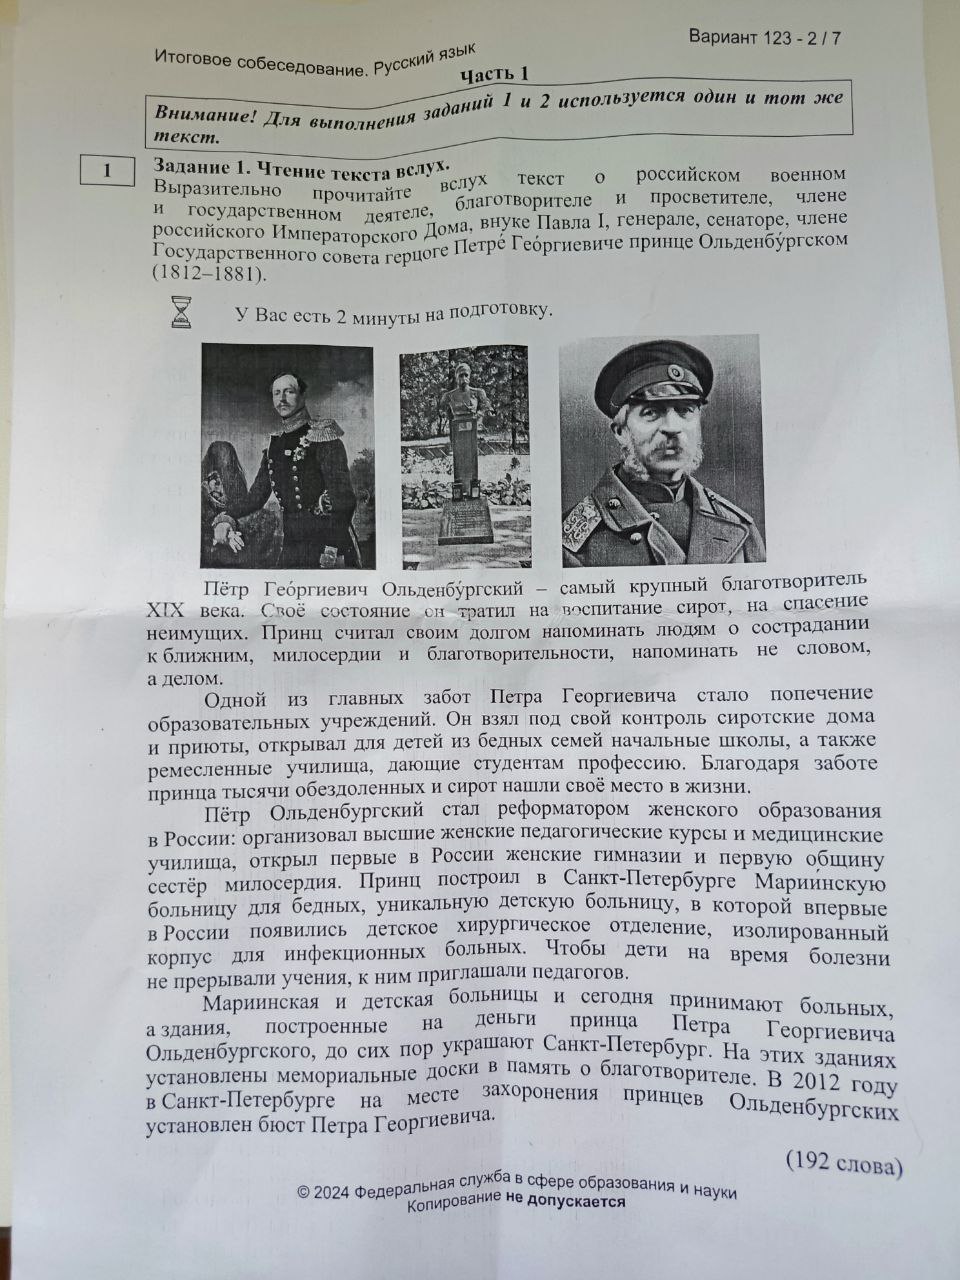 Итоговое собеседование. Русский язык
Вариант 123 - 2 / 7
Часть 1
Внимание! Для выполнения заданий 1 и 2 используется один и тот же
текст.
1
Задание 1. Чтение текста вслух.
Выразительно прочитайте вслух текст о российском военном
и государственном деятеле, благотворителе и просветителе, члене
российского Императорского Дома, внуке Павла I, генерале, сенаторе, члене
Государственного совета герцоге Петре́ Гео́ргиевиче принце Ольденбу́ргском
(1812–1881).
У Вас есть 2 минуты на подготовку.
Пётр Гео́ргиевич Ольденбу́ргский – самый крупный благотворитель
XIX века. Своё состояние он тратил на воспитание сирот, на спасение
неимущих. Принц считал своим долгом напоминать людям о сострадании
к ближним, милосердии и благотворительности, напоминать не словом,
а делом.
Одной из главных забот Петра Георгиевича стало попечение
образовательных учреждений. Он взял под свой контроль сиротские дома
и приюты, открывал для детей из бедных семей начальные школы, а также
ремесленные училища, дающие студентам профессию. Благодаря заботе
принца тысячи обездоленных и сирот нашли своё место в жизни.
Пётр Ольденбургский стал реформатором женского образования
в России: организовал высшие женские педагогические курсы и медицинские
училища, открыл первые в России женские гимназии и первую общину
сестёр милосердия. Принц построил в Санкт-Петербурге Марии́нскую
больницу для бедных, уникальную детскую больницу, в которой впервые
в России появились детское хирургическое отделение, изолированный
корпус для инфекционных больных. Чтобы дети на время болезни
не прерывали учения, к ним приглашали педагогов.
Мариинская и детская больницы и сегодня принимают больных,
а здания, построенные на деньги принца Петра Георгиевича
Ольденбургского, до сих пор украшают Санкт-Петербург. На этих зданиях
установлены мемориальные доски в память о благотворителе. В 2012 году
в Санкт-Петербурге на месте захоронения принцев Ольденбургских
установлен бюст Петра Георгиевича.
(192 слова)
© 2024 Федеральная служба в сфере образования и науки
Копирование не допускается